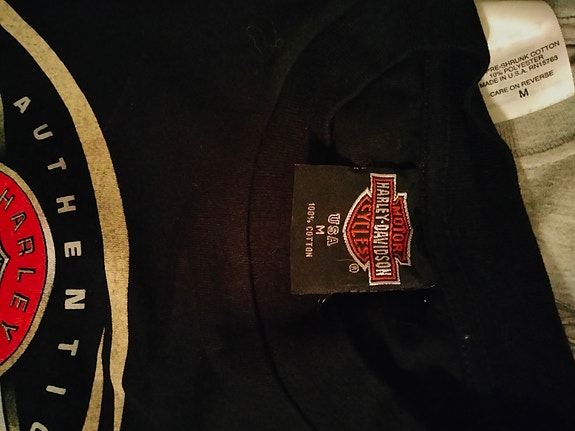 AUTHENTIC
HARLEY
MOTOR
HARLEY-DAVIDSON
CYCLES
®
USA
M
100% COTTON
PRE-SHRUNK COTTON
10% POLYESTER
MADE IN U.S.A. RN15763
CARE ON REVERSE
M